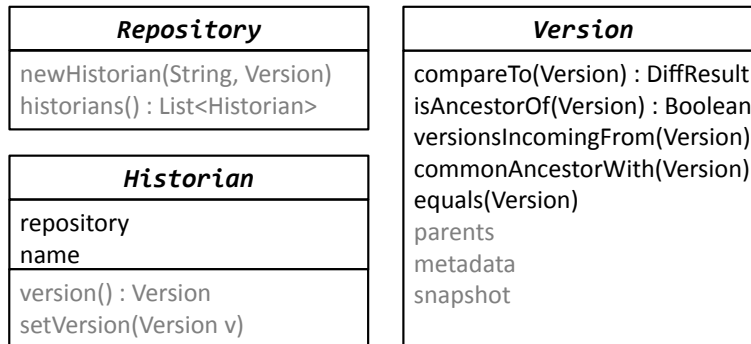 Repository
newHistorian(String, Version)
historians() : List<Historian>
Historian
repository
name
version() : Version
setVersion(Version v)
Version
compareTo(Version) : DiffResult
isAncestorOf(Version) : Boolean
versionsIncomingFrom(Version)
commonAncestorWith(Version)
equals(Version)
parents
metadata
snapshot